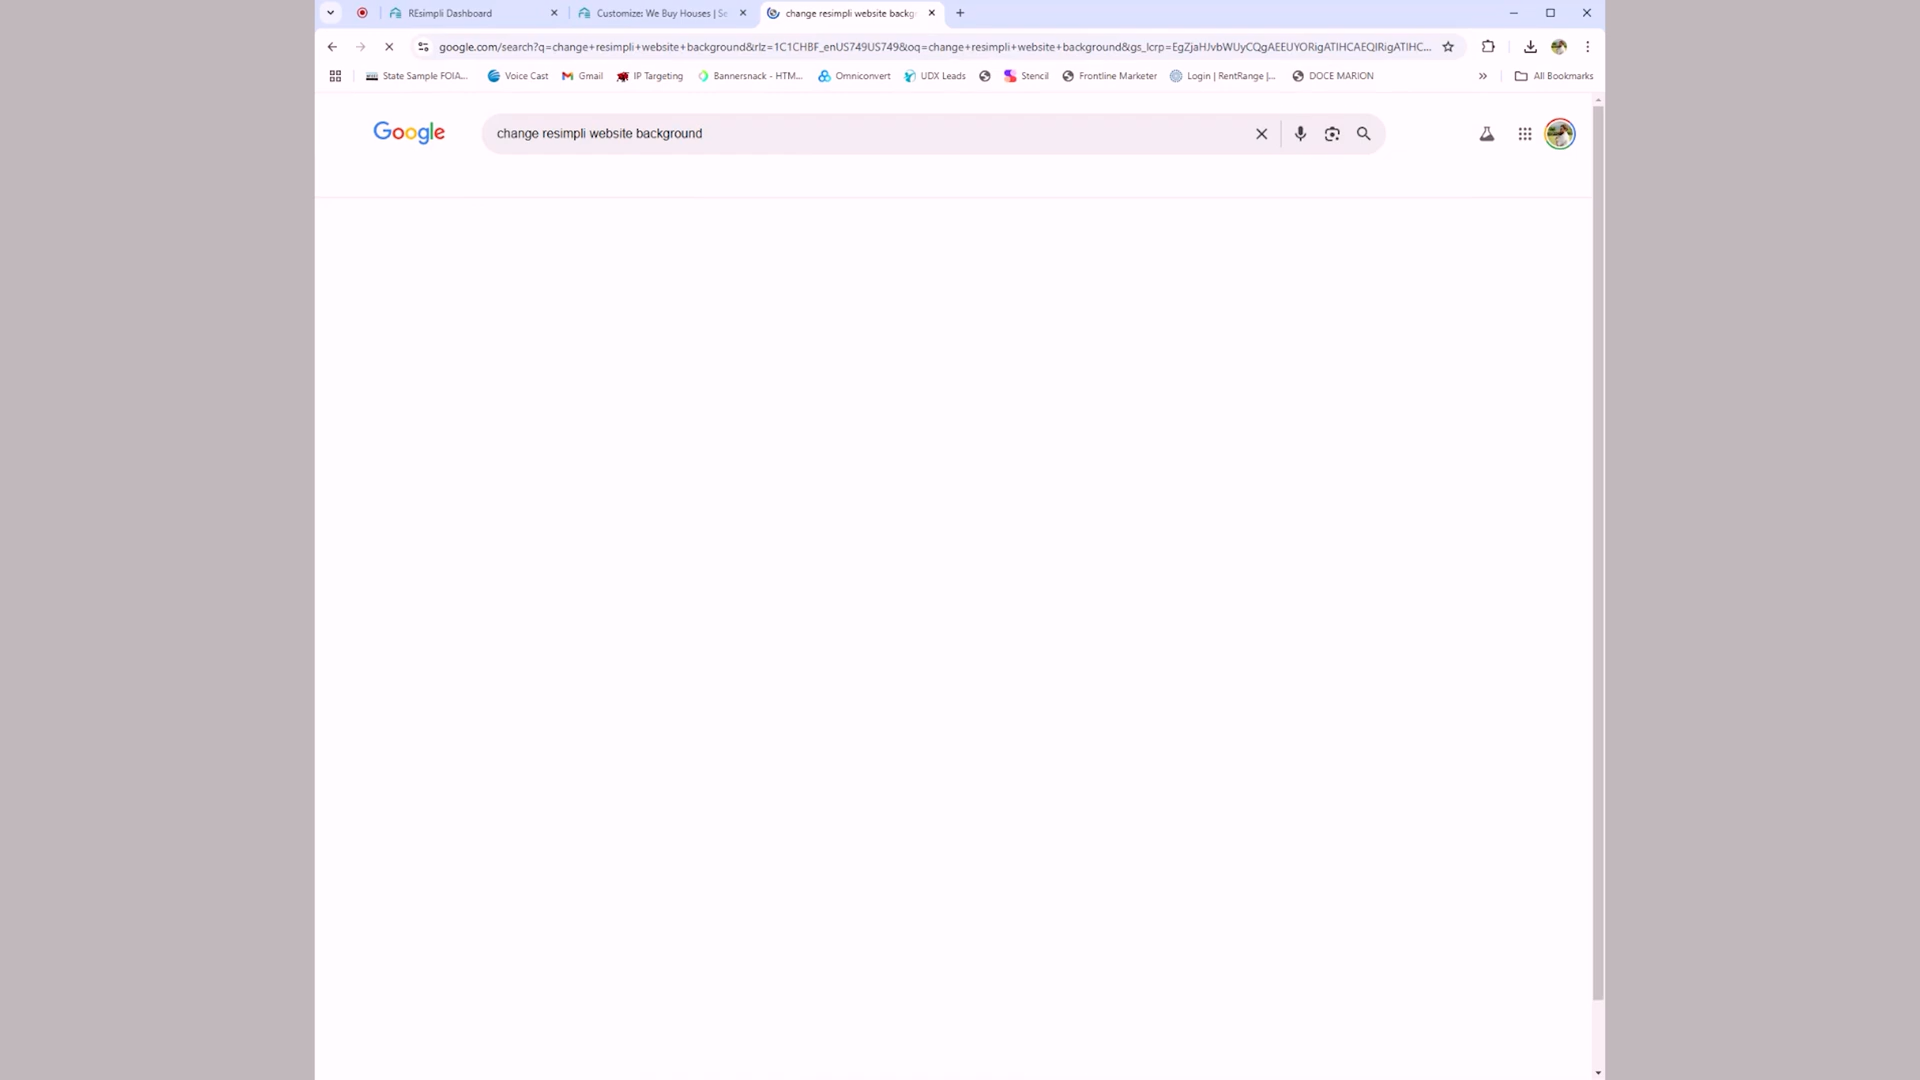 REsimpli Dashboard
Customize: We Buy Houses | Se
change resimpli website backg
google.com/search?q=change+resimpli+website+background&rlz=1C1CHBF_enUS749US749&oq=change+resimpli+website+background&gs_lcrp=EgZjaHJvbWUyCQgAEEUYORigATIHCAEQIRigATIHC...
State Sample FOIA...
Voice Cast
Gmail
IP Targeting
Bannersnack - HTM...
Omniconvert
UDX Leads
Stencil
Frontline Marketer
Login | RentRange |...
DOCE MARION
All Bookmarks
Google
change resimpli website background